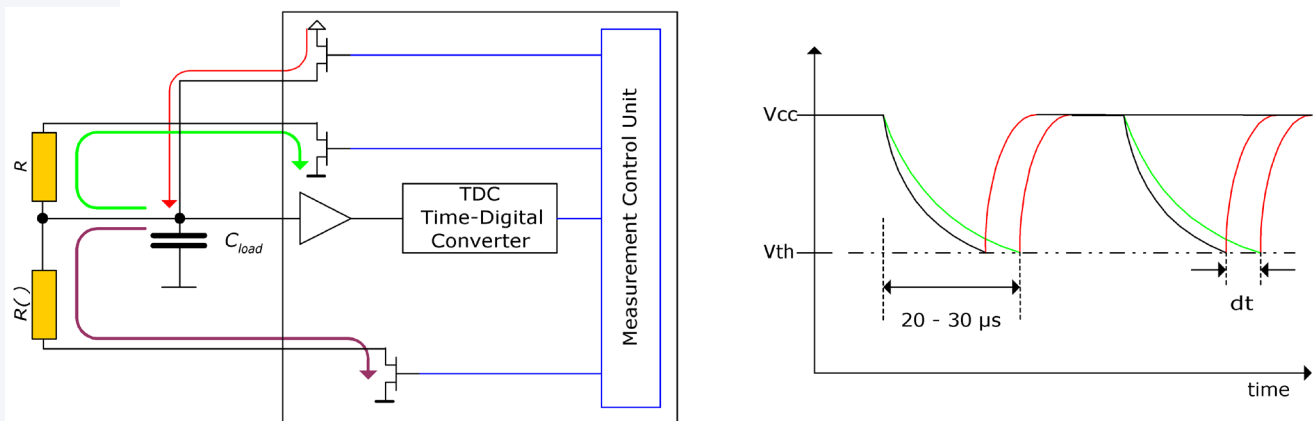 R
R()
C_load
TDC
Time-Digital
Converter
Measurement Control Unit
Vcc
Vth
20 - 30 µs
dt
time